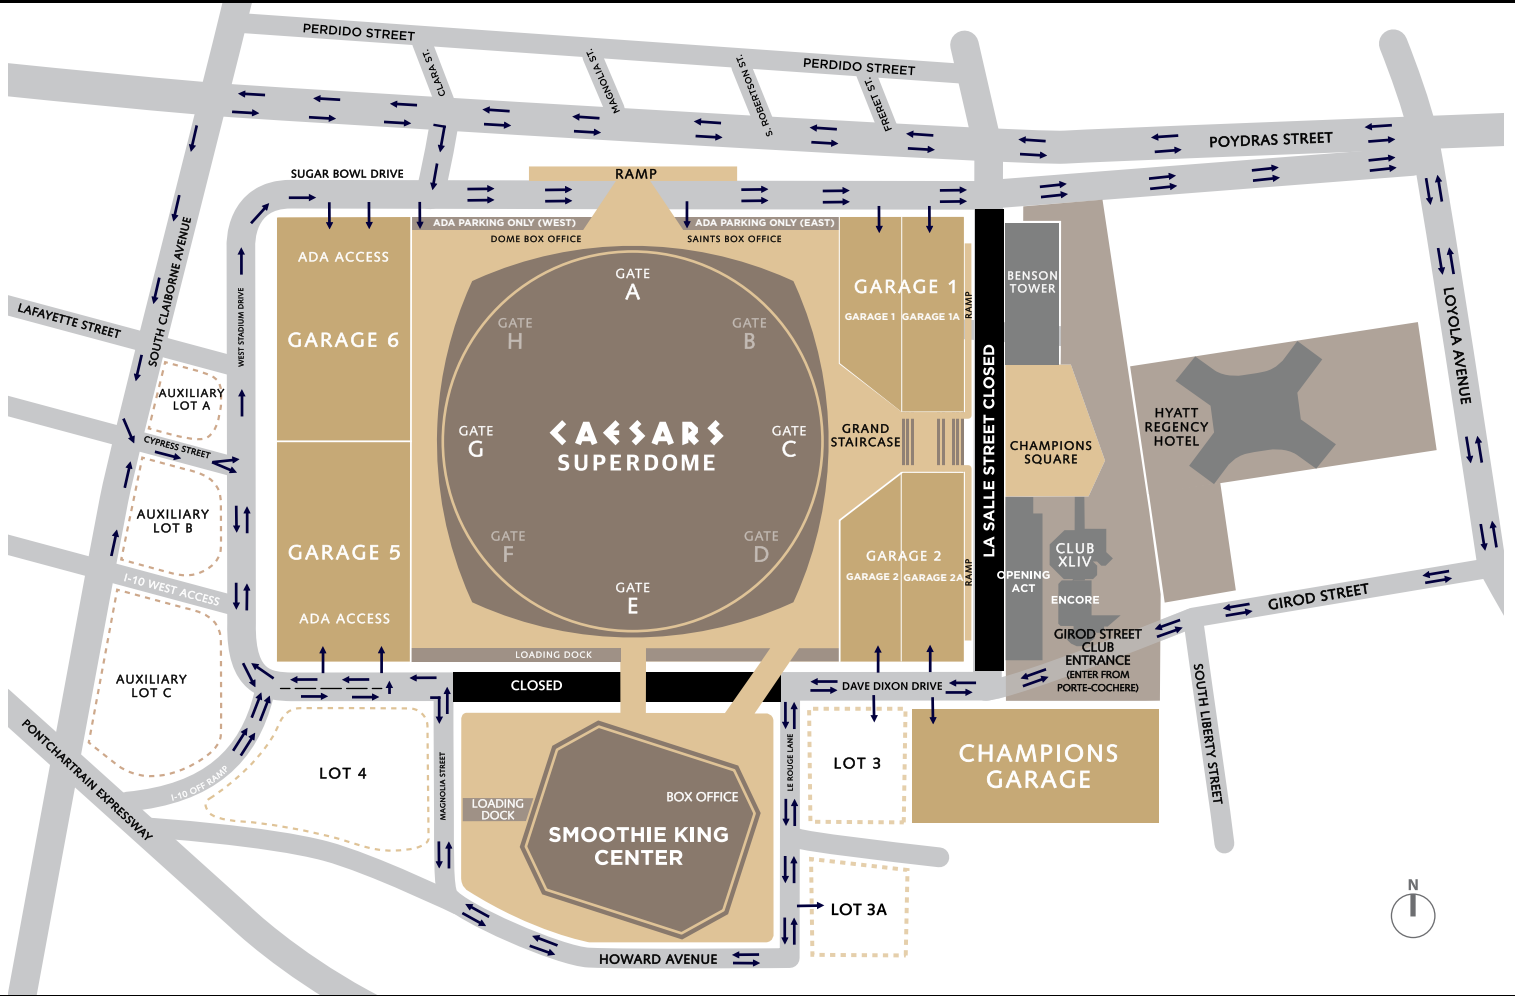 PERDIDO STREET
PERDIDO STREET
CLARA ST.
MAGNOLIA ST.
S. ROBERTSON ST.
FRERET ST.
POYDRAS STREET
SUGAR BOWL DRIVE
RAMP
ADA PARKING ONLY (WEST)
ADA PARKING ONLY (EAST)
DOME BOX OFFICE
SAINTS BOX OFFICE
ADA ACCESS
GARAGE 6
GARAGE 5
ADA ACCESS
SOUTH CLAIBORNE AVENUE
WEST STADIUM DRIVE
LAFAYETTE STREET
AUXILIARY
LOT A
CYPRESS STREET
AUXILIARY
LOT B
I-10 WEST ACCESS
AUXILIARY
LOT C
PONTCHARTRAIN EXPRESSWAY
I-10 OFF RAMP
GATE
A
GATE
H
GATE
B
GATE
G
GATE
C
GATE
F
GATE
D
GATE
E
CAESARS
SUPERDOME
GARAGE 1
GARAGE 1
GARAGE 1A
RAMP
GRAND
STAIRCASE
GARAGE 2
GARAGE 2
GARAGE 2A
RAMP
LA SALLE STREET CLOSED
BENSON
TOWER
CHAMPIONS
SQUARE
HYATT
REGENCY
HOTEL
LOYOLA AVENUE
CLUB
XLIV
OPENING
ACT
ENCORE
GIROD STREET
CLUB
ENTRANCE
(ENTER FROM
PORTE-COCHERE)
GIROD STREET
SOUTH LIBERTY STREET
LOADING DOCK
CLOSED
DAVE DIXON DRIVE
LOT 4
MAGNOLIA STREET
LOADING
DOCK
BOX OFFICE
SMOOTHIE KING
CENTER
LE ROUGE LANE
LOT 3
CHAMPIONS
GARAGE
LOT 3A
HOWARD AVENUE
N